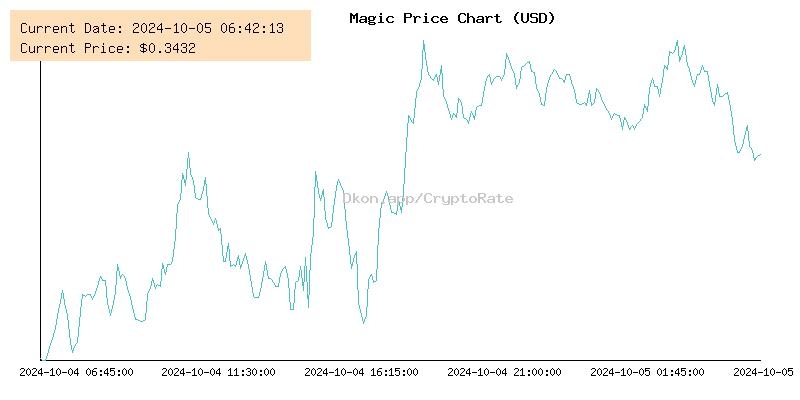 Magic Price Chart (USD)
Current Date: 2024-10-05 06:42:13
Current Price: $0.3432
Dkon.app/CryptoRate
2024-10-04 06:45:00 2024-10-04 11:30:00 2024-10-04 16:15:00 2024-10-04 21:00:00 2024-10-05 01:45:00 2024-10-05